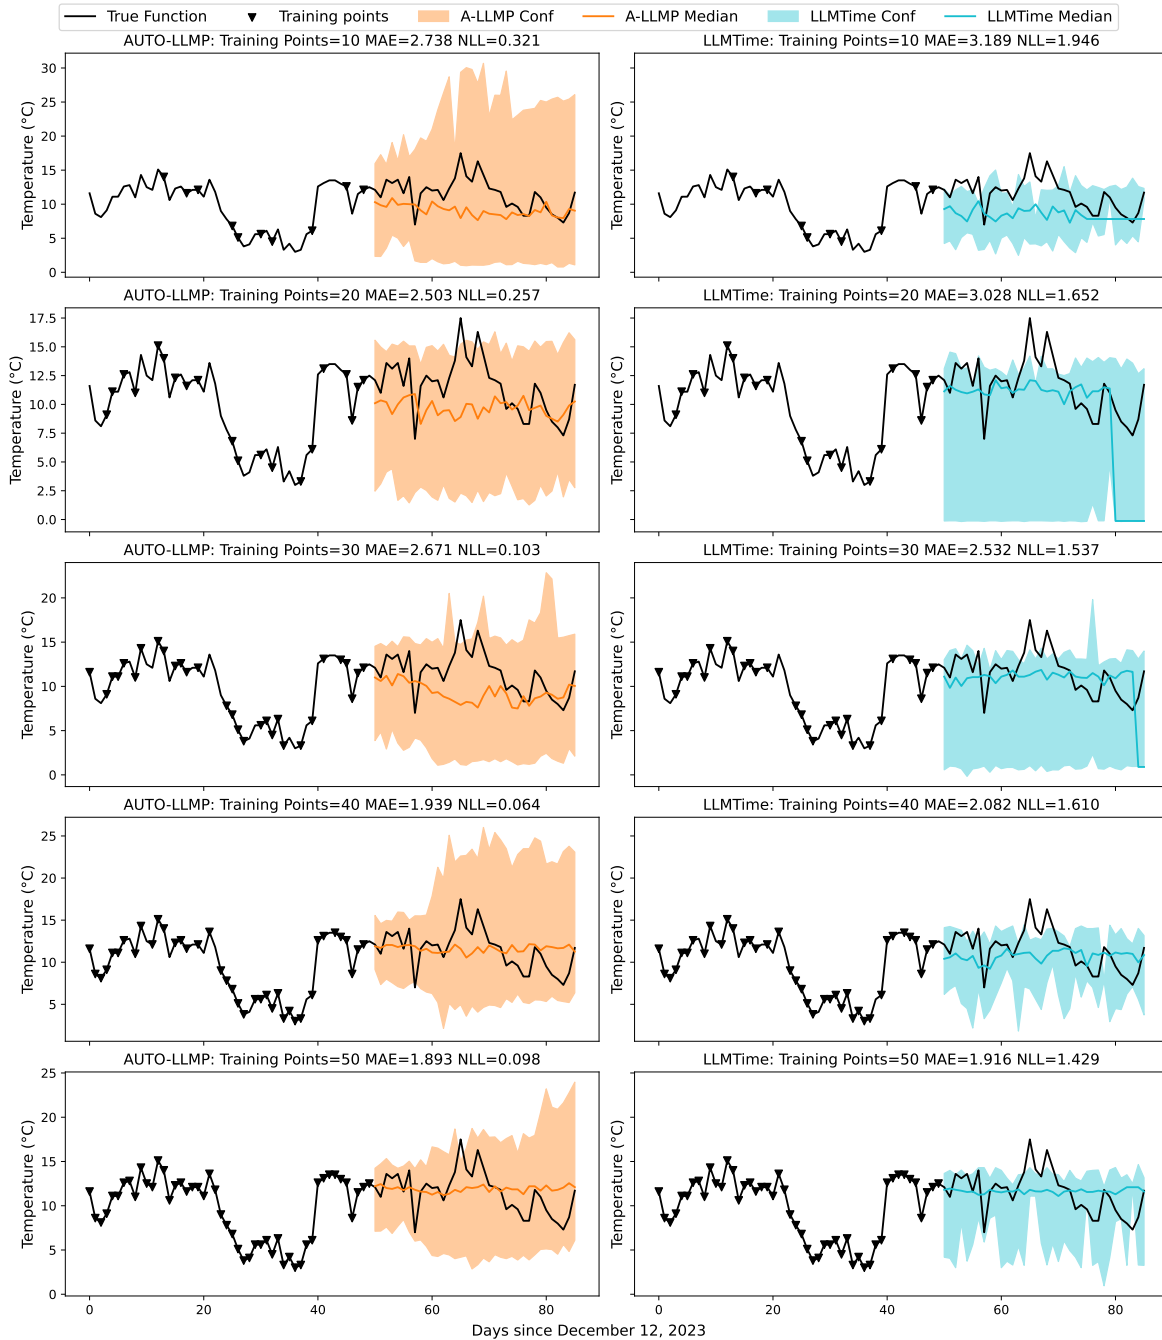 True Function  Training points  A-LLMP Conf  A-LLMP Median  LLMTime Conf  LLMTime Median
AUTO-LLMP: Training Points=10 MAE=2.738 NLL=0.321
LLMTime: Training Points=10 MAE=3.189 NLL=1.946
30
25
20
15
10
5
0
Temperature (°C)
Temperature (°C)
AUTO-LLMP: Training Points=20 MAE=2.503 NLL=0.257
LLMTime: Training Points=20 MAE=3.028 NLL=1.652
17.5
15.0
12.5
10.0
7.5
5.0
2.5
0.0
Temperature (°C)
Temperature (°C)
AUTO-LLMP: Training Points=30 MAE=2.671 NLL=0.103
LLMTime: Training Points=30 MAE=2.532 NLL=1.537
20
15
10
5
0
Temperature (°C)
Temperature (°C)
AUTO-LLMP: Training Points=40 MAE=1.939 NLL=0.064
LLMTime: Training Points=40 MAE=2.082 NLL=1.610
25
20
15
10
5
Temperature (°C)
Temperature (°C)
AUTO-LLMP: Training Points=50 MAE=1.893 NLL=0.098
LLMTime: Training Points=50 MAE=1.916 NLL=1.429
25
20
15
10
5
0
Temperature (°C)
Temperature (°C)
0 20 40 60 80
0 20 40 60 80
Days since December 12, 2023